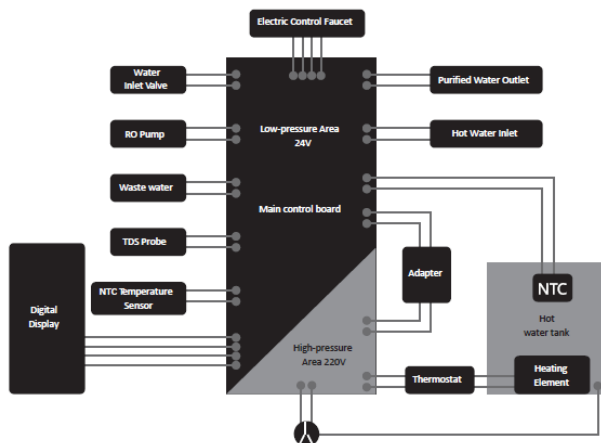 Electric Control Faucet
Water
Inlet Valve
Purified Water Outlet
RO Pump
Low-pressure Area
24V
Hot Water Inlet
Waste water
Main control board
TDS Probe
Adapter
NTC Temperature
Sensor
NTC
Digital
Display
Hot
water tank
High-pressure
Area 220V
Thermostat
Heating
Element